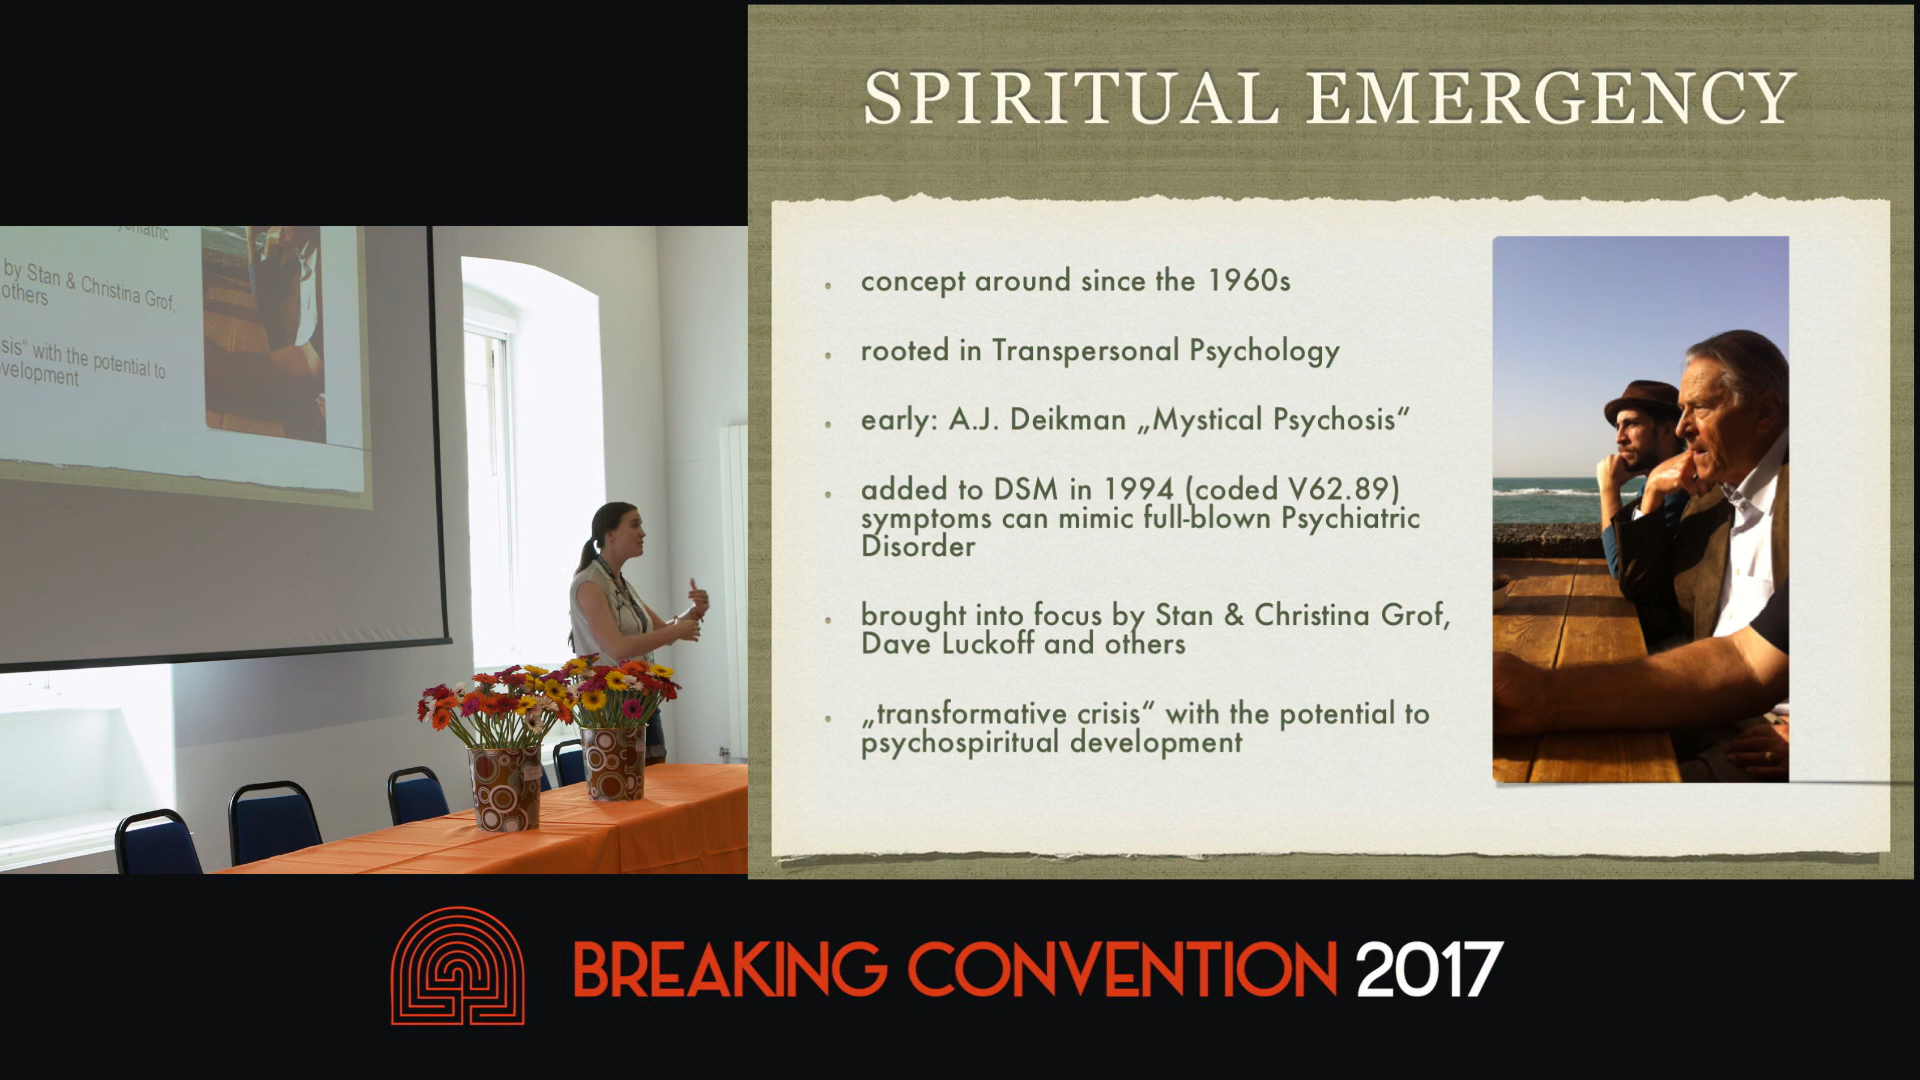 SPIRITUAL EMERGENCY
concept around since the 1960s
rooted in Transpersonal Psychology
early: A.J. Deikman „Mystical Psychosis“
added to DSM in 1994 (coded V62.89)
symptoms can mimic full-blown Psychiatric
Disorder
brought into focus by Stan & Christina Grof,
Dave Luckoff and others
„transformative crisis“ with the potential to
psychospiritual development
by Stan & Christina Grof,
others
sis“ with the potential to
velopment
BREAKING CONVENTION 2017